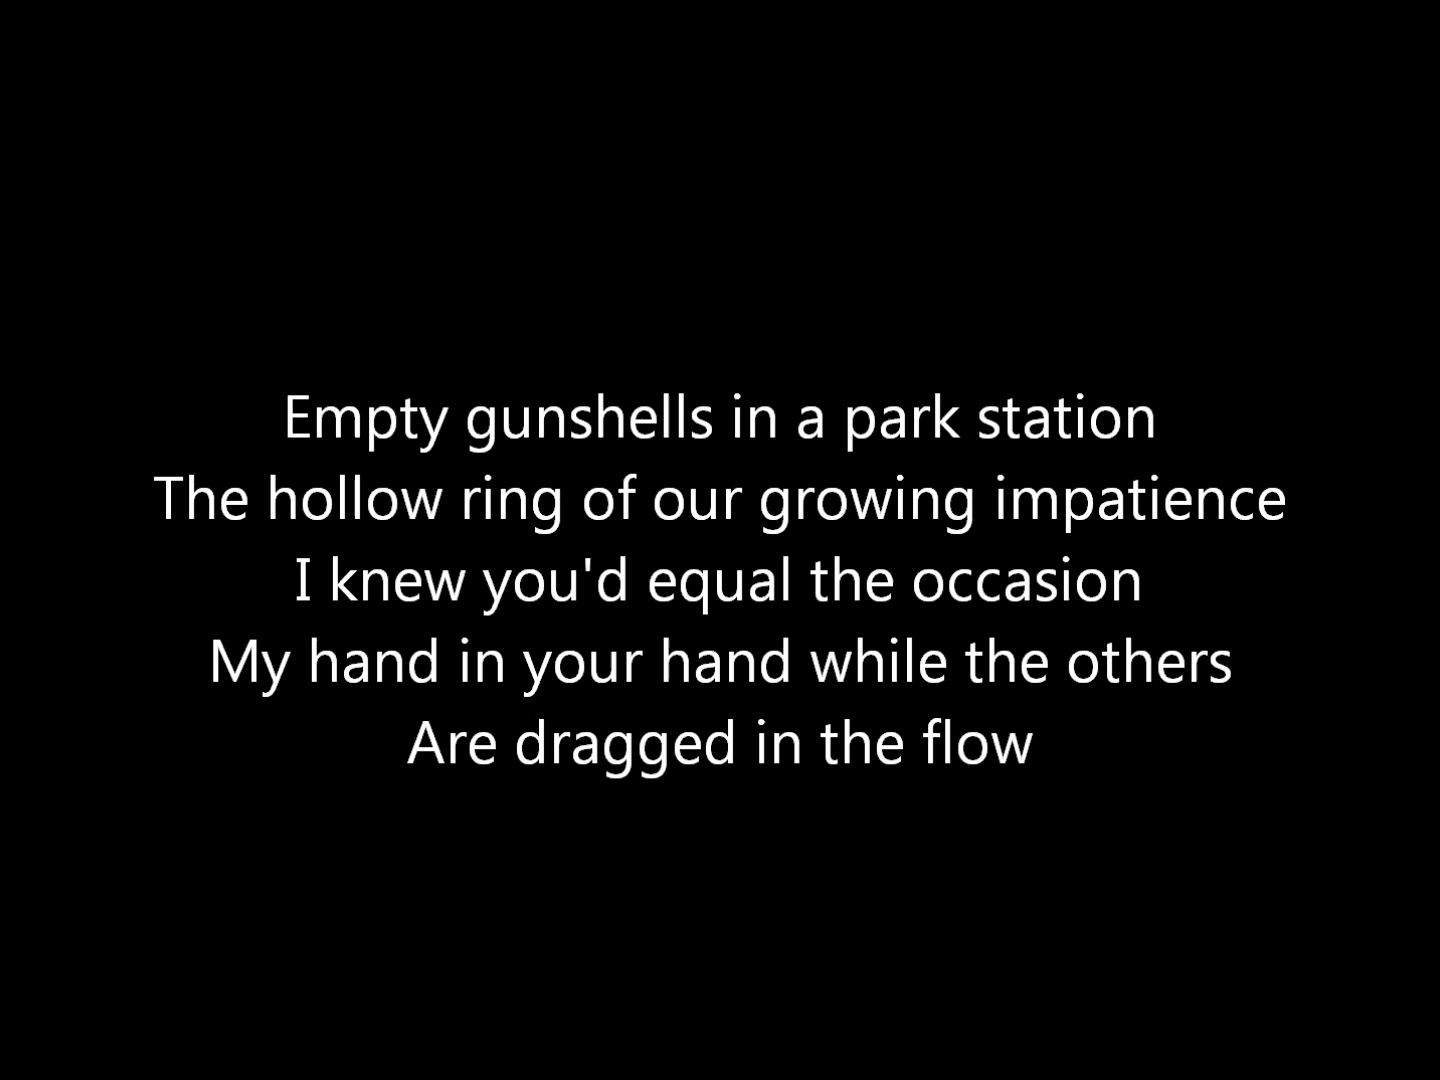 Empty gunshells in a park station
The hollow ring of our growing impatience
I knew you'd equal the occasion
My hand in your hand while the others
Are dragged in the flow